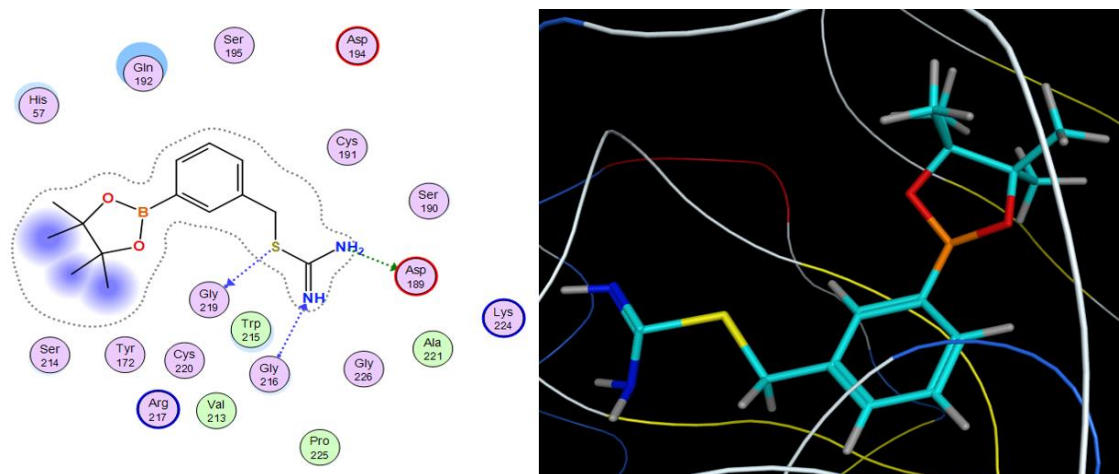 Ser
195
Asp
194
Gln
192
His
57
Cys
191
Ser
190
O
B
O
S
NH2
NH
Asp
189
Gly
219
Lys
224
Trp
215
Ala
221
Ser
214
Tyr
172
Cys
220
Gly
216
Gly
226
Arg
217
Val
213
Pro
225